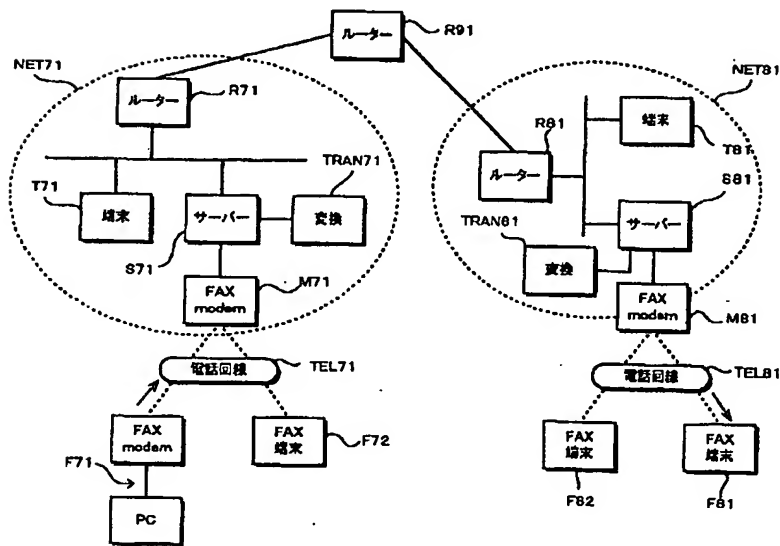 ルーター
R91
NET71
NET81
ルーター
R71
R81
端末
T81
ルーター
S81
T71
TRAN71
端末
サーバー
変換
TRAN81
サーバー
S71
変換
FAX
modem
M71
FAX
modem
M81
電話回線
TEL71
電話回線
TEL81
FAX
modem
FAX
端末
F72
FAX
端末
FAX
端末
F71
F82
F81
PC